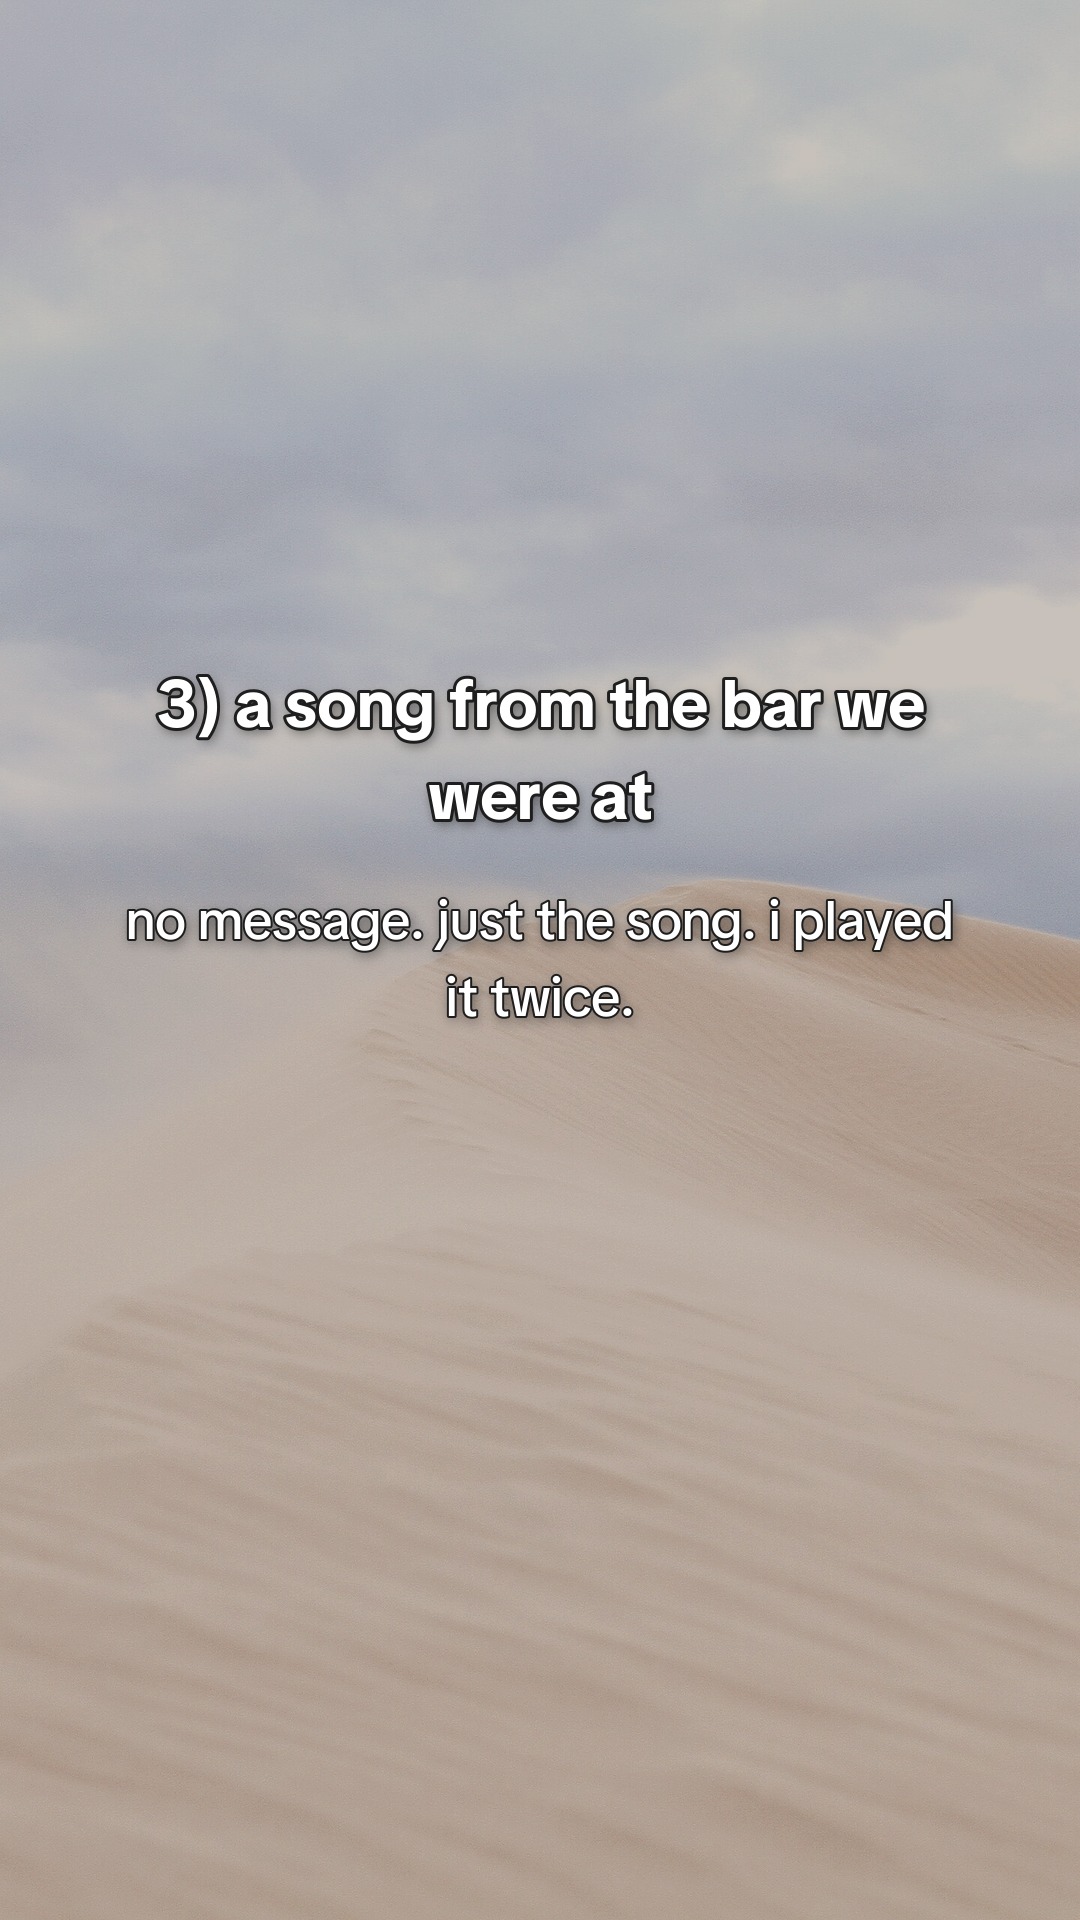 3) a song from the bar we
were at
no message. just the song. i played
it twice.